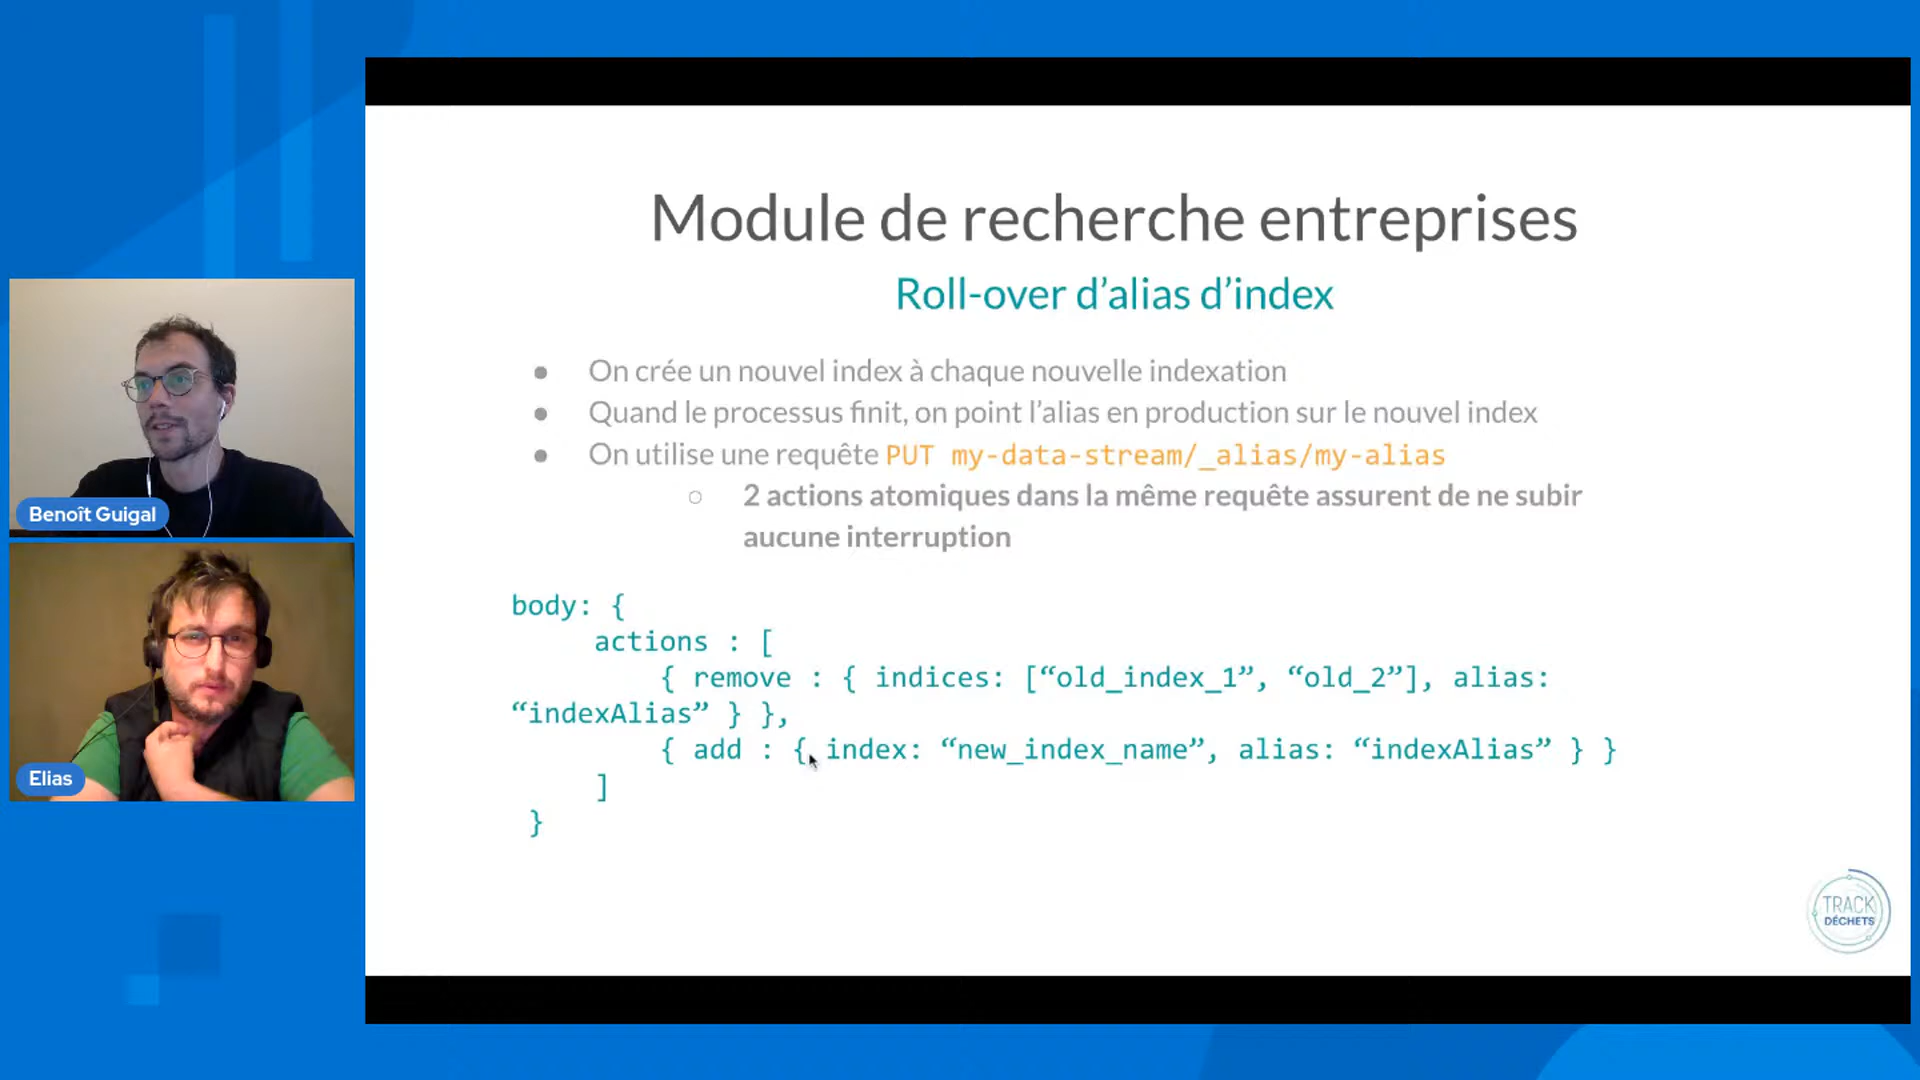 Module de recherche entreprises
Roll-over d’alias d’index
● On crée un nouvel index à chaque nouvelle indexation
● Quand le processus finit, on point l’alias en production sur le nouvel index
● On utilise une requête PUT my-data-stream/_alias/my-alias
○ 2 actions atomiques dans la même requête assurent de ne subir
aucune interruption
body: {
actions : [
{ remove : { indices: [“old_index_1”, “old_2”], alias:
“indexAlias” } },
{ add : { index: “new_index_name”, alias: “indexAlias” } }
]
}
Benoît Guigal
Elias
TRACK
DÉCHETS